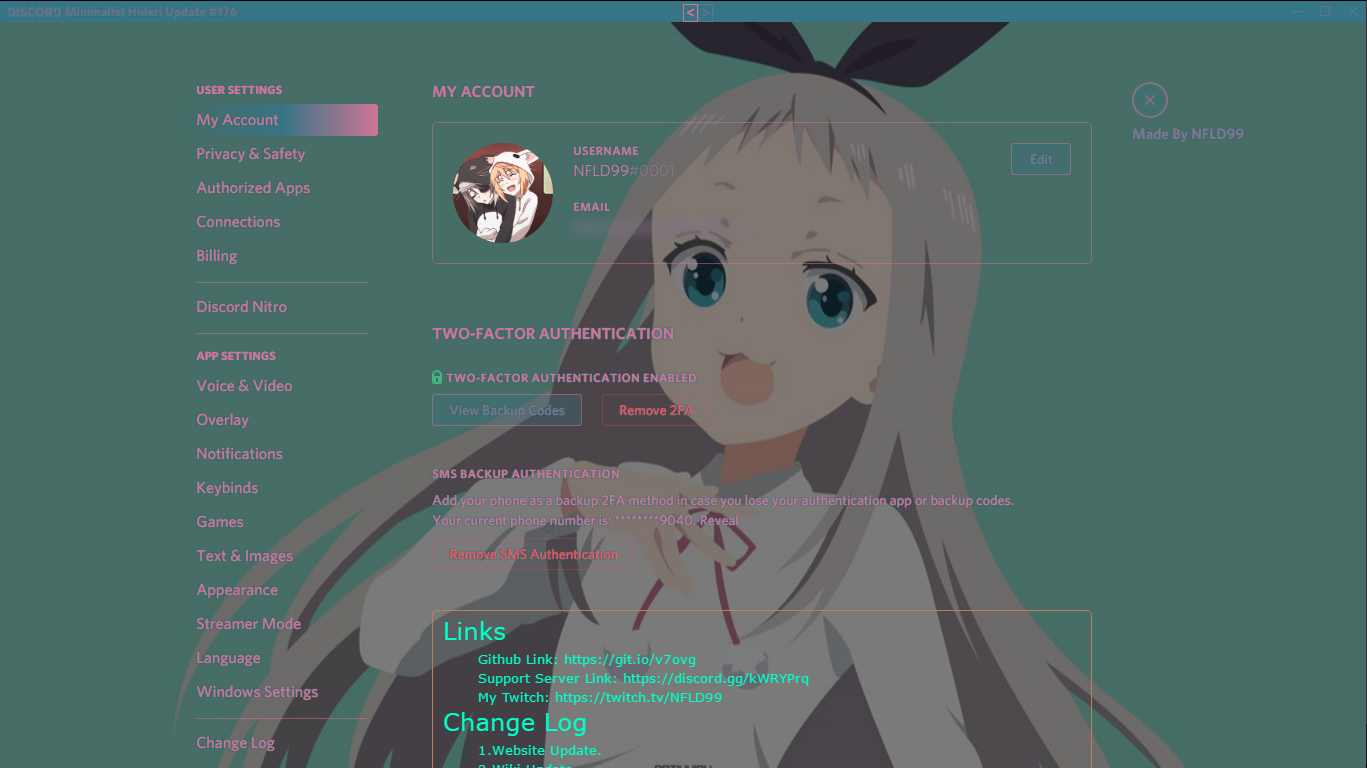 DISCORD Minimalist Hideri Update #176
< >
USER SETTINGS
My Account
Privacy & Safety
Authorized Apps
Connections
Billing
Discord Nitro
APP SETTINGS
Voice & Video
Overlay
Notifications
Keybinds
Games
Text & Images
Appearance
Streamer Mode
Language
Windows Settings
Change Log
MY ACCOUNT
USERNAME
NFLD99#0001
Edit
EMAIL
TWO-FACTOR AUTHENTICATION
TWO-FACTOR AUTHENTICATION ENABLED
View Backup Codes
Remove 2FA
SMS BACKUP AUTHENTICATION
Add your phone as a backup 2FA method in case you lose your authentication app or backup codes.
Your current phone number is: ********9040. Reveal
Remove SMS Authentication
Links
Github Link: https://git.io/v7ovg
Support Server Link: https://discord.gg/kWRYPrq
My Twitch: https://twitch.tv/NFLD99
Change Log
1.Website Update.
2.Wiki Update
Made By NFLD99